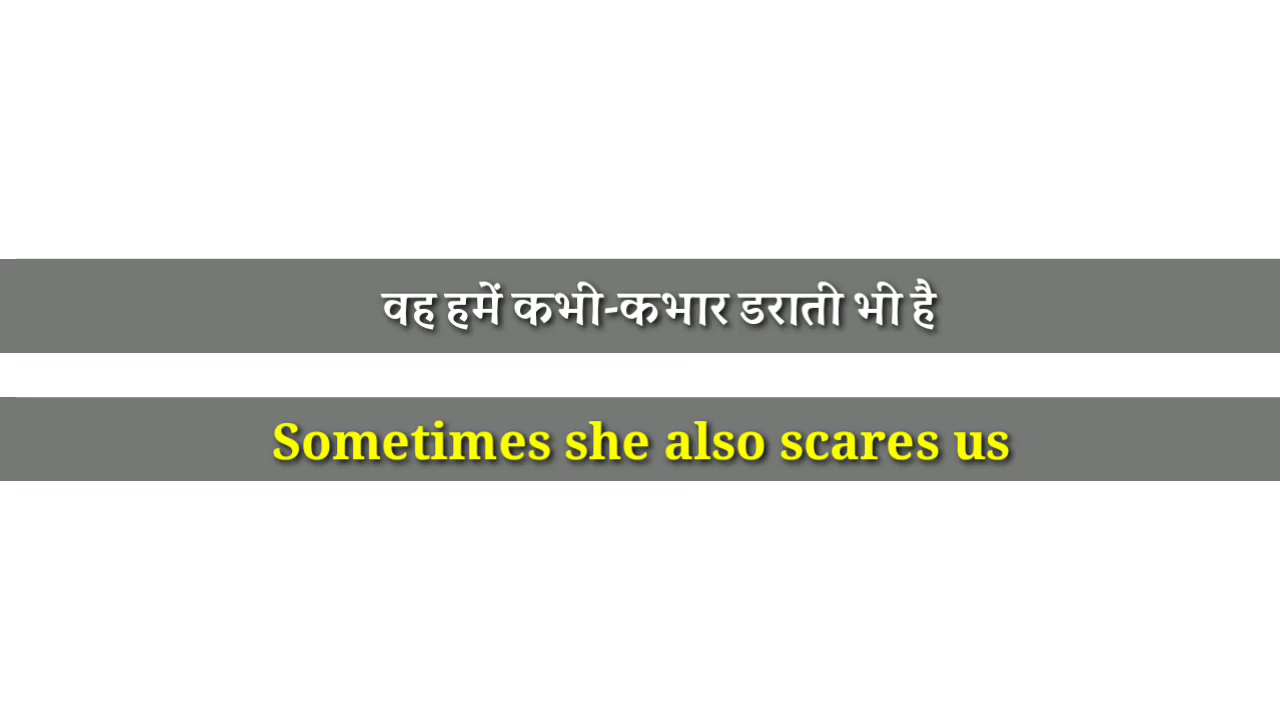 वह हमें कभी-कभार डराती भी है
Sometimes she also scares us